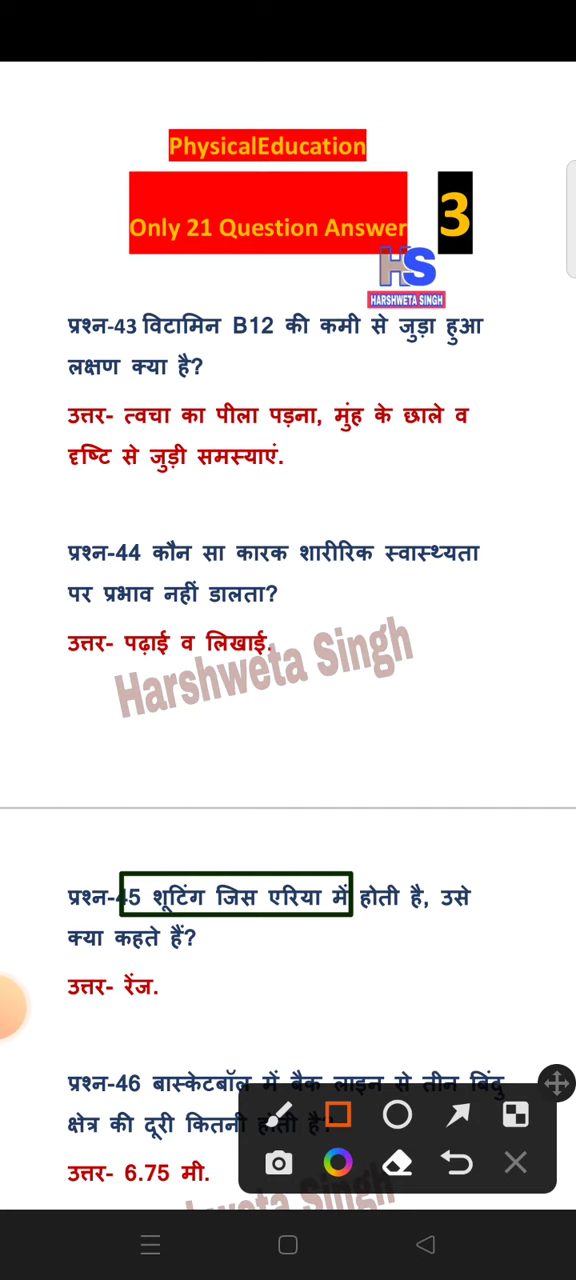 PhysicalEducation
Only 21 Question Answer 3
HS
HARSHWETA SINGH
प्रश्न-43 विटामिन B12 की कमी से जुड़ा हुआ
लक्षण क्या है?
उत्तर- त्वचा का पीला पड़ना, मुंह के छाले व
दृष्टि से जुड़ी समस्याएं.
प्रश्न-44 कौन सा कारक शारीरिक स्वास्थ्यता
पर प्रभाव नहीं डालता?
उत्तर- पढ़ाई व लिखाई.
Harshweta Singh
प्रश्न-45 शूटिंग जिस एरिया में होती है, उसे
क्या कहते हैं?
उत्तर- रेंज.
प्रश्न-46 बास्केटबॉल में बैक लाइन से तीन बिंदु
क्षेत्र की दूरी कितनी होती है?
उत्तर- 6.75 मी.
Singh